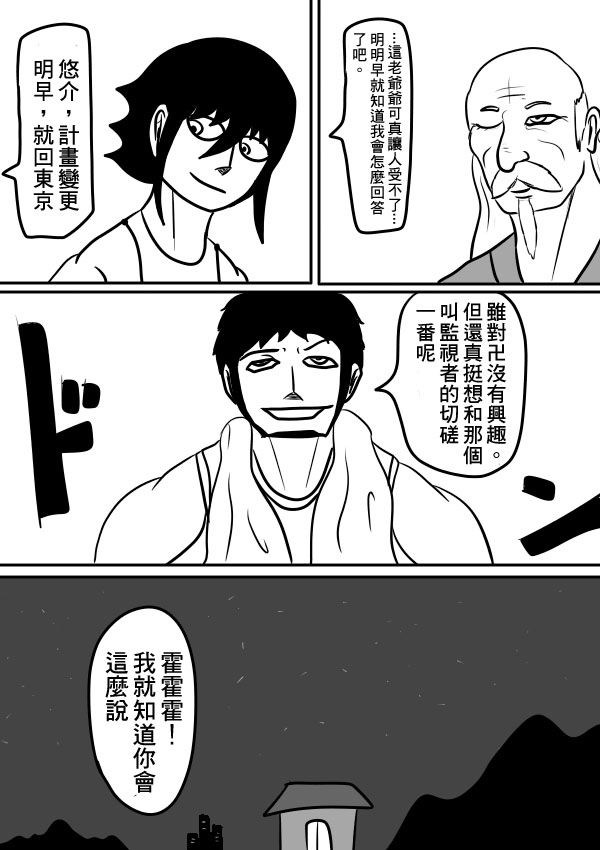 …這老爺爺可真讓人受不了…
明明早就知道我會怎麼回答
了吧。
悠介，計畫變更
明早，就回東京
雖對卍沒有興趣。
但還真挺想和那個
叫監視者的切磋
一番呢
ドン
霍霍霍！
我就知道你會
這麼說